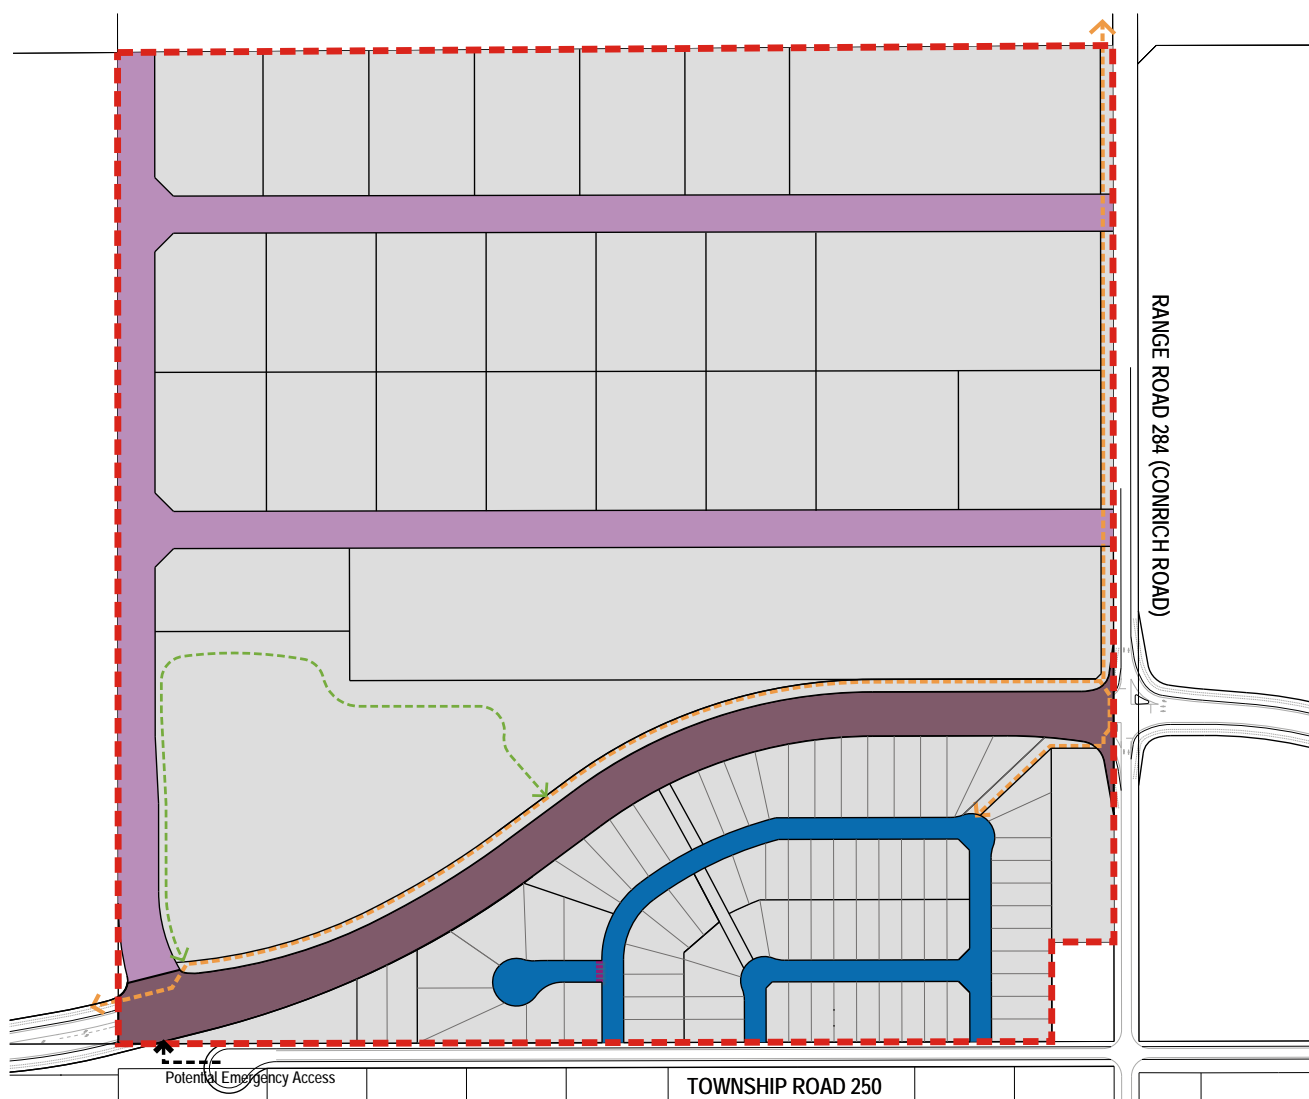 RANGE ROAD 284 (CONRICH ROAD)
Potential Emergency Access
TOWNSHIP ROAD 250